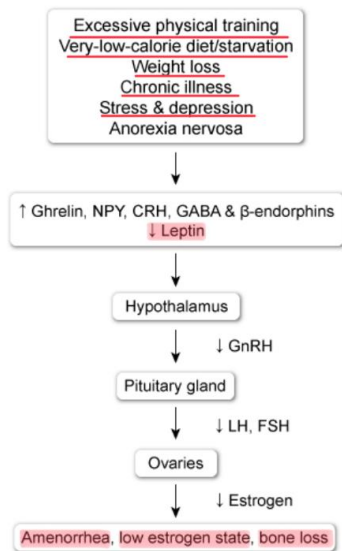 Excessive physical training
Very-low-calorie diet/starvation
Weight loss
Chronic illness
Stress & depression
Anorexia nervosa
↑ Ghrelin, NPY, CRH, GABA & β-endorphins
↓ Leptin
Hypothalamus
↓ GnRH
Pituitary gland
↓ LH, FSH
Ovaries
↓ Estrogen
Amenorrhea, low estrogen state, bone loss